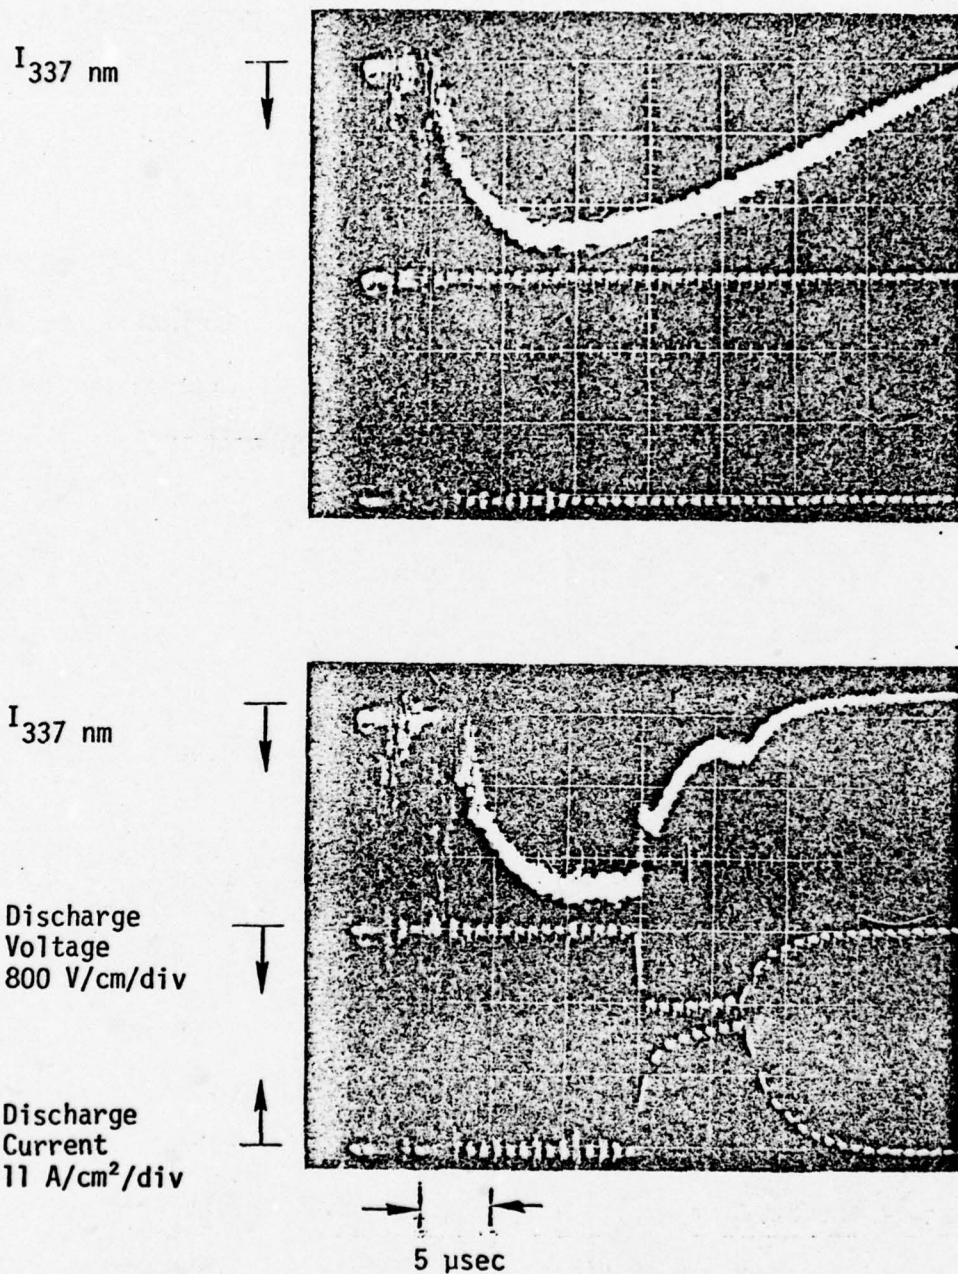 I337 nm
I337 nm
Discharge
Voltage
800 V/cm/div
Discharge
Current
11 A/cm²/div
5 μsec